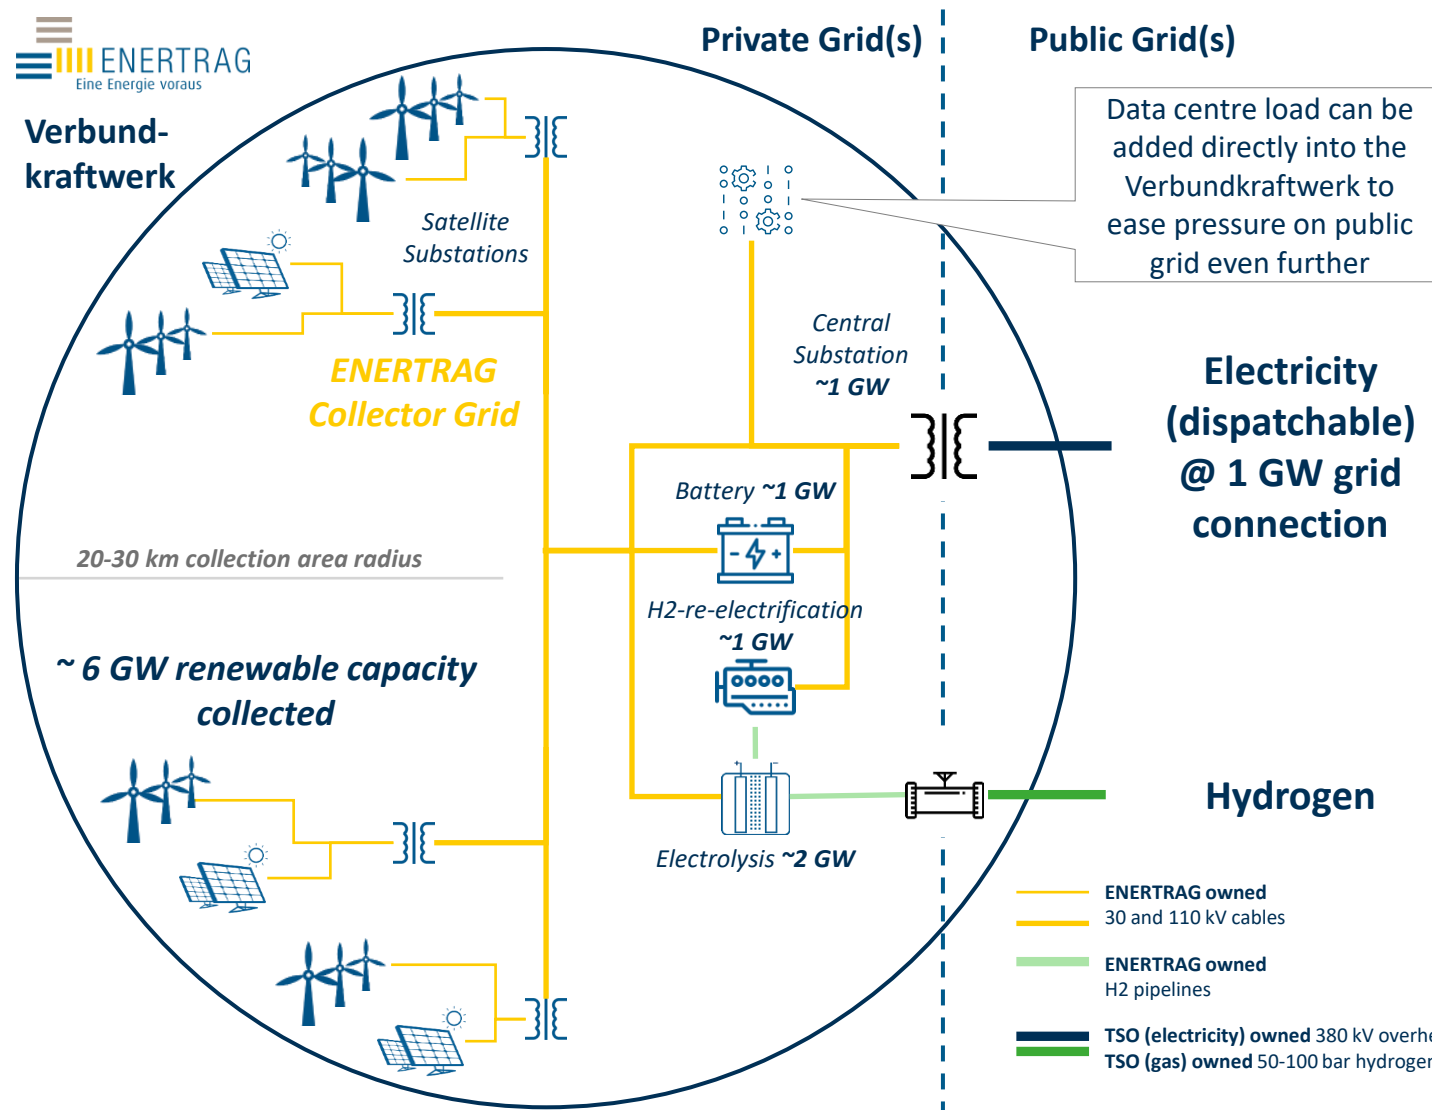 ENERTRAG
Eine Energie voraus
Verbund-
kraftwerk
Private Grid(s)
Public Grid(s)
Data centre load can be
added directly into the
Verbundkraftwerk to
ease pressure on public
grid even further
Satellite
Substations
ENERTRAG
Collector Grid
Central
Substation
~1 GW
Electricity
(dispatchable)
@ 1 GW grid
connection
Battery ~1 GW
20-30 km collection area radius
H2-re-electrification
~1 GW
~ 6 GW renewable capacity
collected
Electrolysis ~2 GW
Hydrogen
ENERTRAG owned
30 and 110 kV cables
ENERTRAG owned
H2 pipelines
TSO (electricity) owned 380 kV
TSO (gas) owned 50-100 bar hydrogen